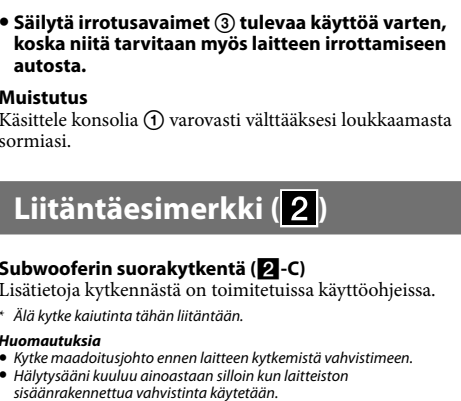 • Säilytä irrotusavaimet ③ tulevaa käyttöä varten,
koska niitä tarvitaan myös laitteen irrottamiseen
autosta.
Muistutus
Käsittele konsolia ① varovasti välttääksesi loukkaamasta
sormiasi.
Liitäntäesimerkki (2)
Subwooferin suorakytkentä (2-C)
Lisätietoja kytkennästä on toimitetuissa käyttöohjeissa.
* Älä kytke kaiutinta tähän liitäntään.
Huomautuksia
• Kytke maadoitusjohto ennen laitteen kytkemistä vahvistimeen.
• Hälytysääni kuuluu ainoastaan silloin kun laitteiston
sisäänrakennettua vahvistinta käytetään.